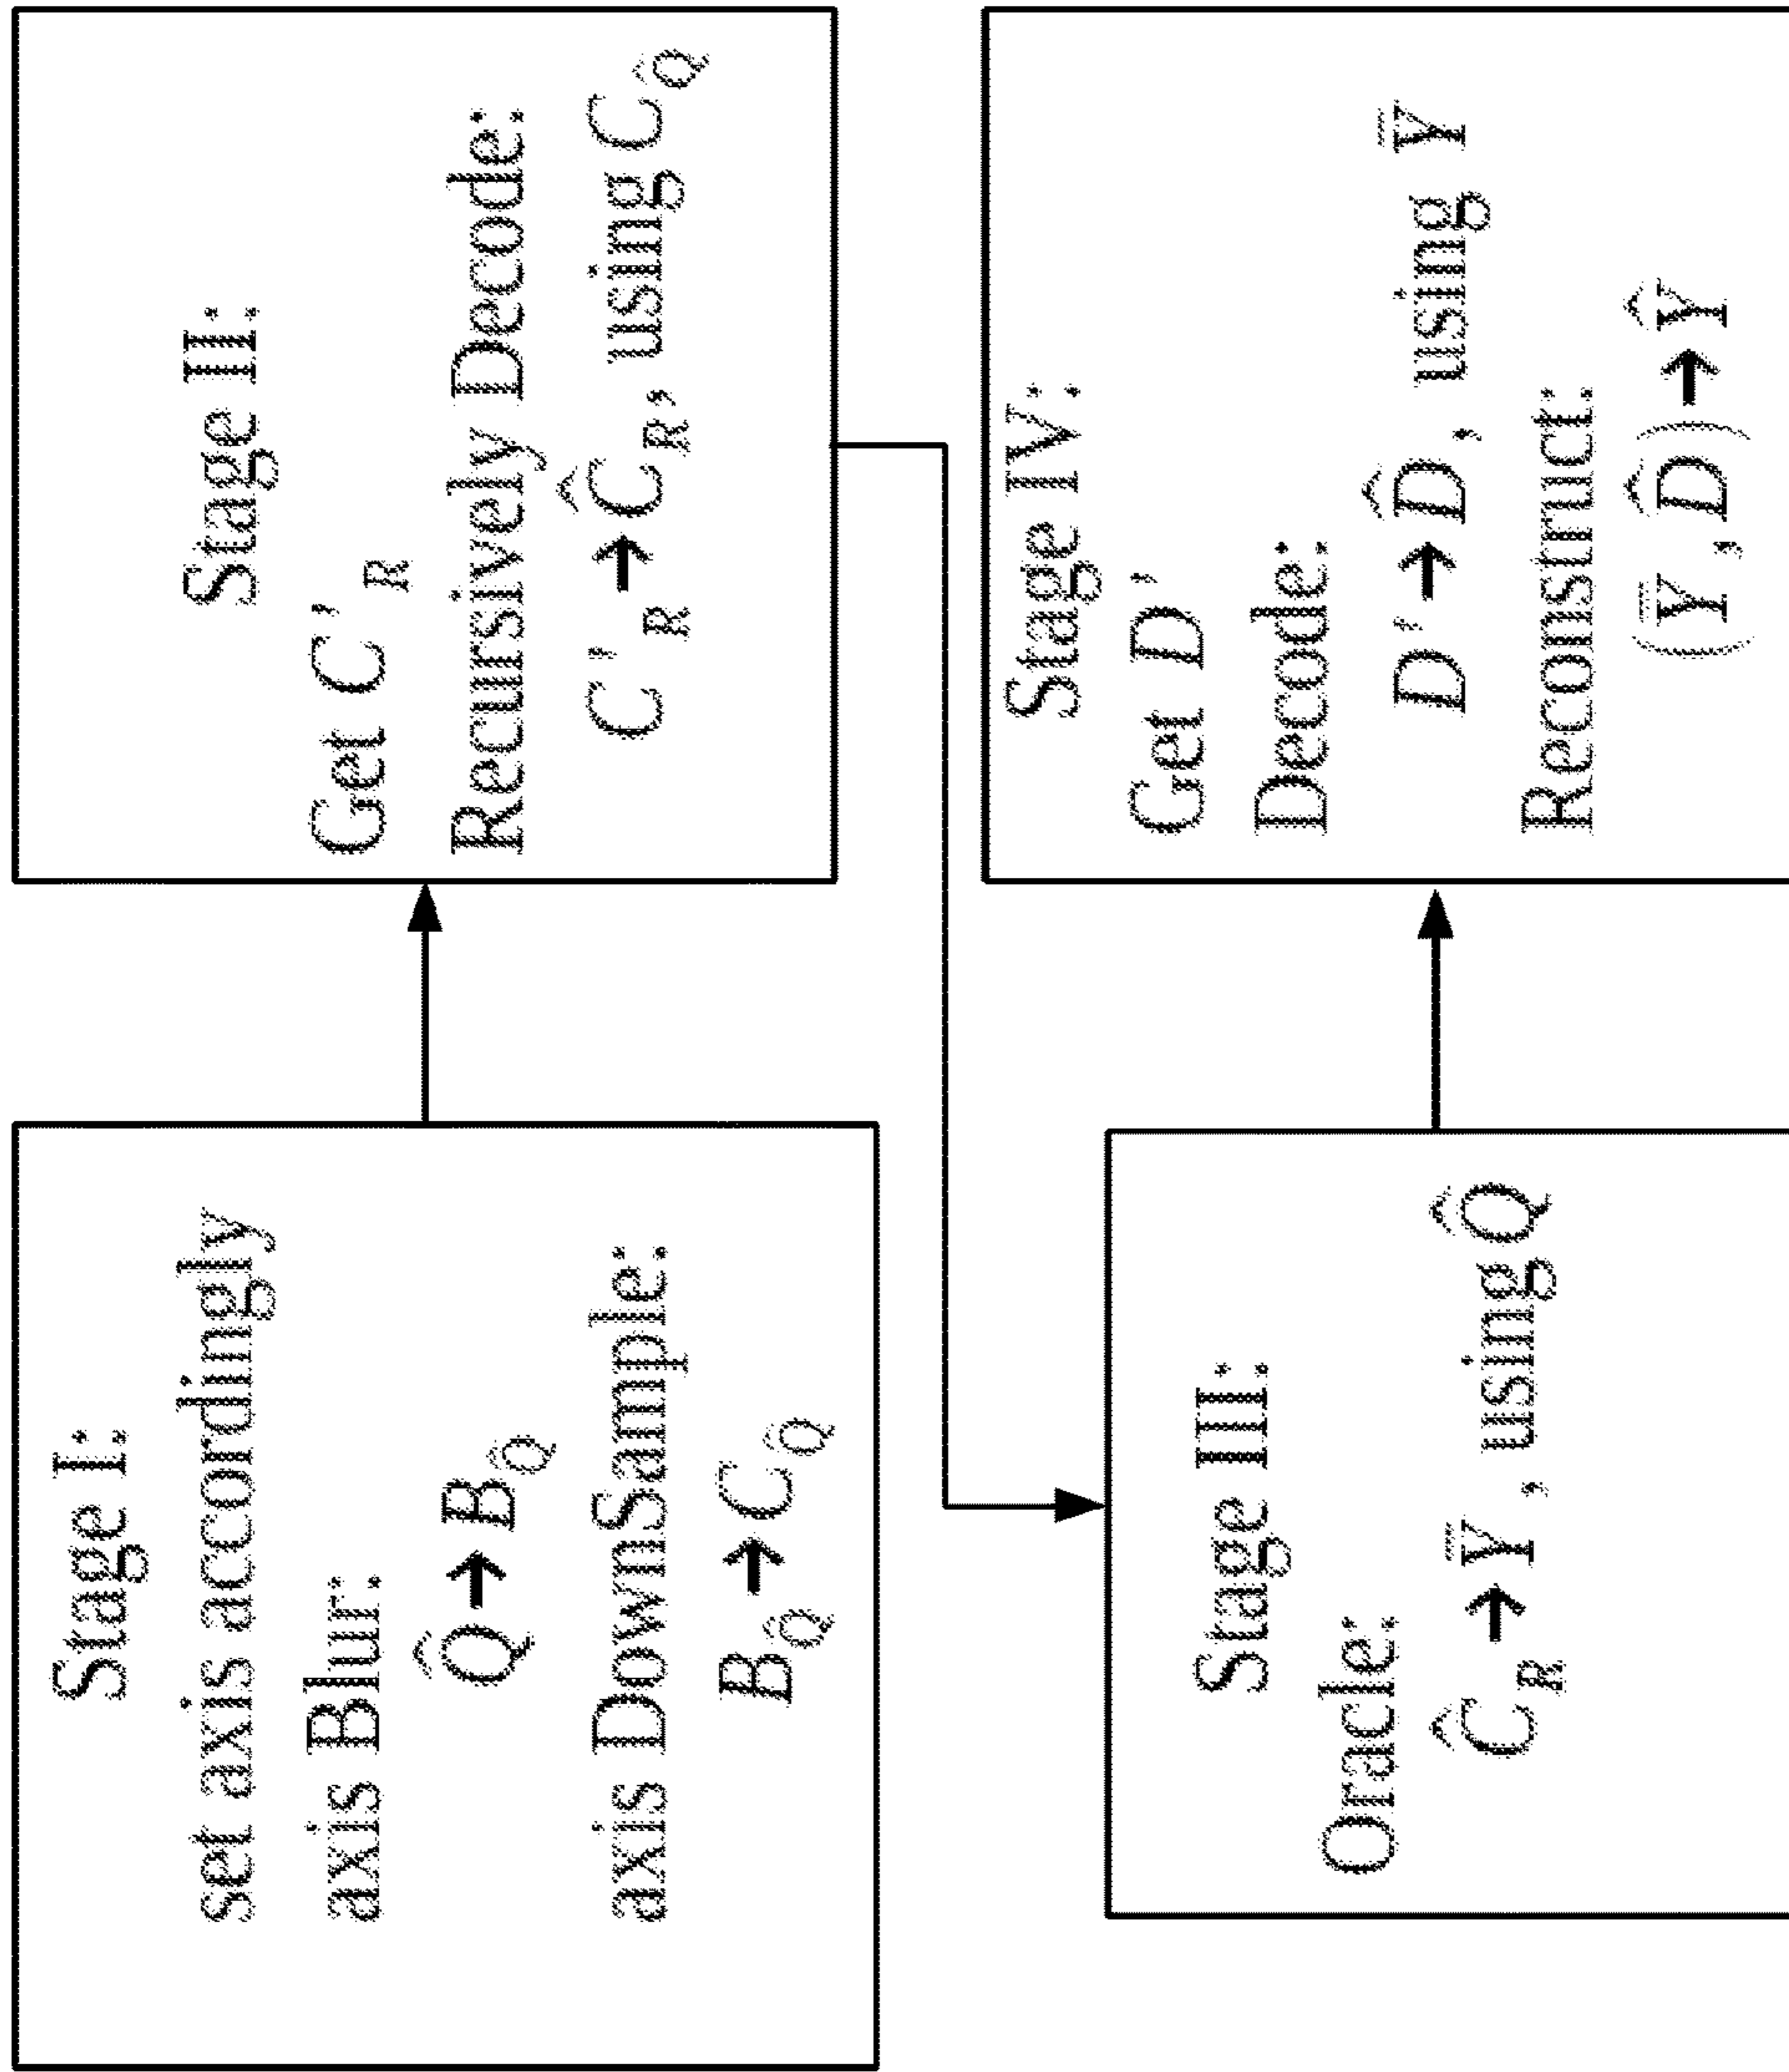 Stage I:
set axis accordingly
axis Blur:
Q̂ → B_Q̂
axis DownSample:
B_Q̂ → C_Q̂
Stage II:
Get C'_R
Recursively Decode:
C'_R → Ĉ_R, using C_Q̂
Stage III:
Oracle:
Ĉ_R → Y̿, using Q̂
Stage IV:
Get D'
Decode:
D' → D̂, using Y̿
Reconstruct:
(Y̿, D̂) → Ŷ